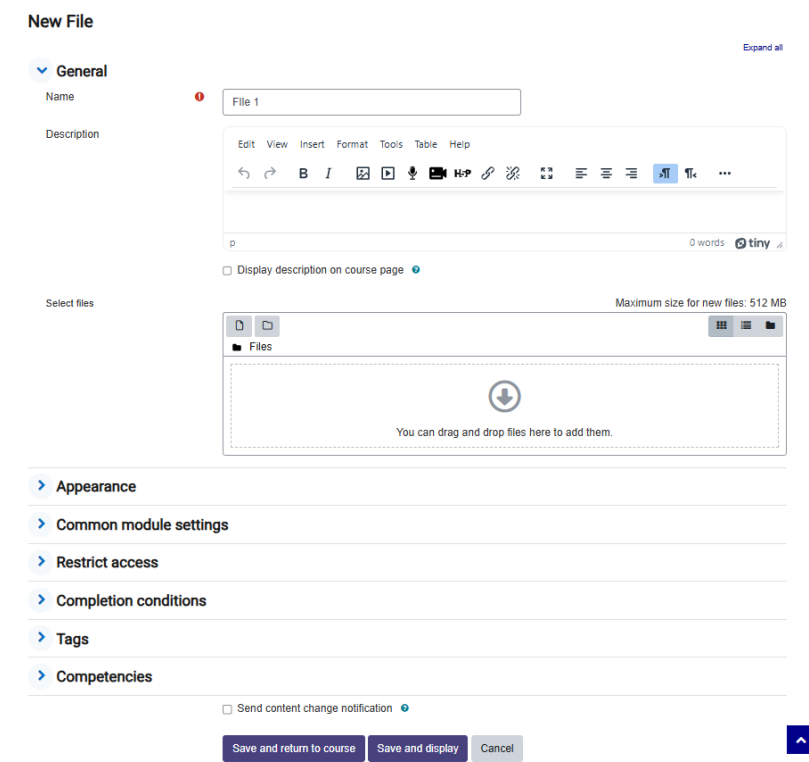 New File
Expand all
General
Name
FIle 1
Description
Edit View Insert Format Tools Table Help
B I H5P
p 0 words tiny
Display description on course page
Select files Maximum size for new files: 512 MB
Files
You can drag and drop files here to add them.
Appearance
Common module settings
Restrict access
Completion conditions
Tags
Competencies
Send content change notification
Save and return to course Save and display Cancel